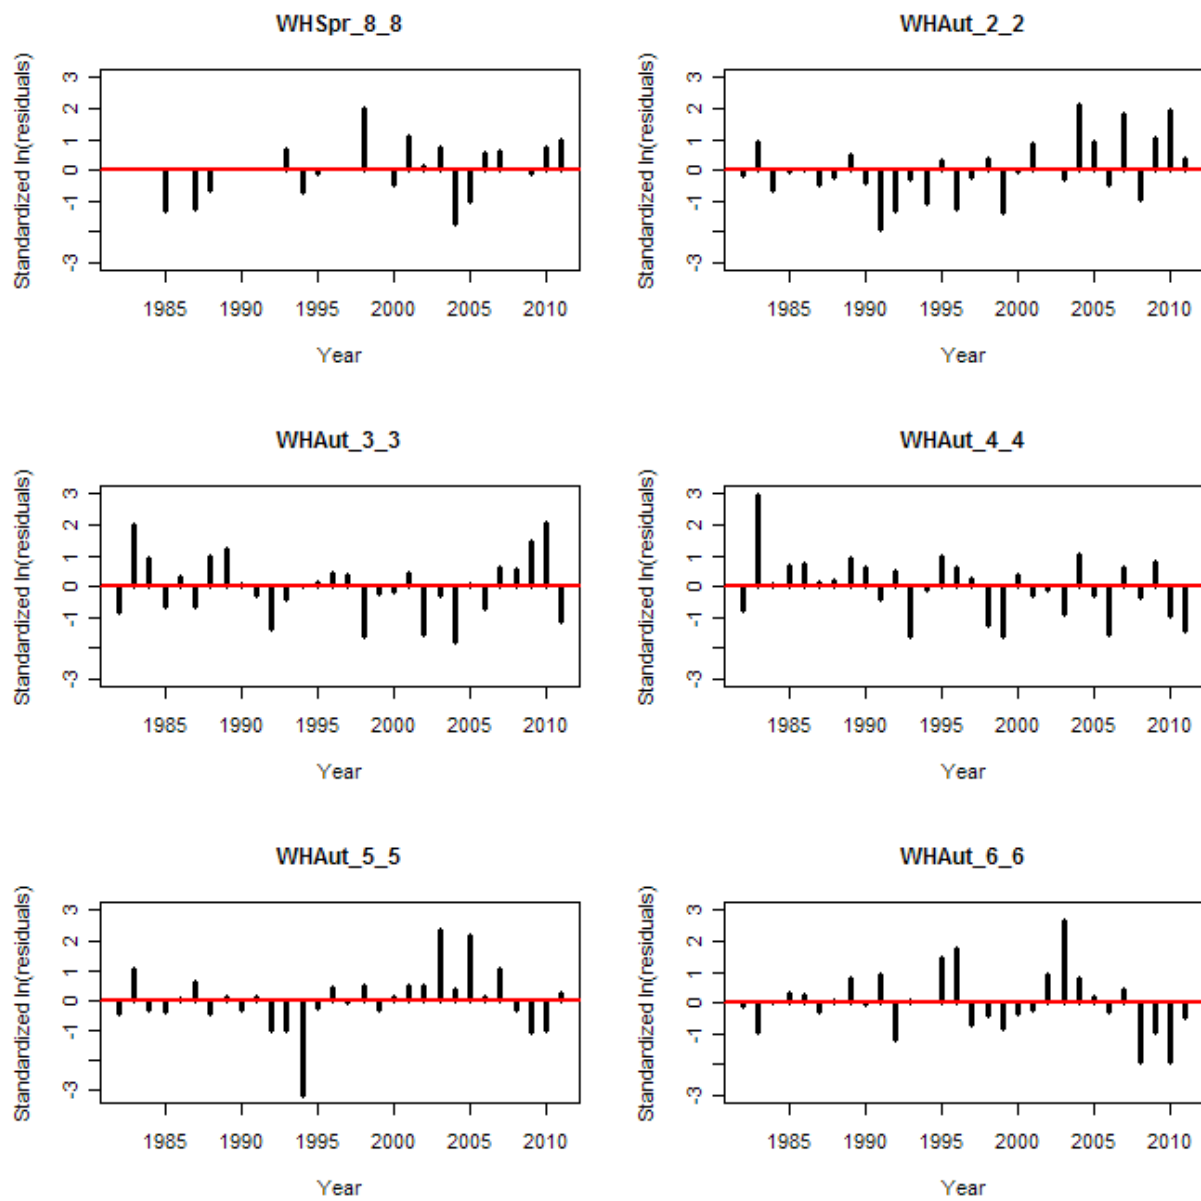 WHSpr_8_8
WHAut_2_2
Standardized ln(residuals)
3
2
1
0
-1
-3
1985 1990 1995 2000 2005 2010
Year
Standardized ln(residuals)
3
2
1
0
-1
-3
1985 1990 1995 2000 2005 2010
Year
WHAut_3_3
WHAut_4_4
Standardized ln(residuals)
3
2
1
0
-1
-3
1985 1990 1995 2000 2005 2010
Year
Standardized ln(residuals)
3
2
1
0
-1
-3
1985 1990 1995 2000 2005 2010
Year
WHAut_5_5
WHAut_6_6
Standardized ln(residuals)
3
2
1
0
-1
-3
1985 1990 1995 2000 2005 2010
Year
Standardized ln(residuals)
3
2
1
0
-1
-3
1985 1990 1995 2000 2005 2010
Year